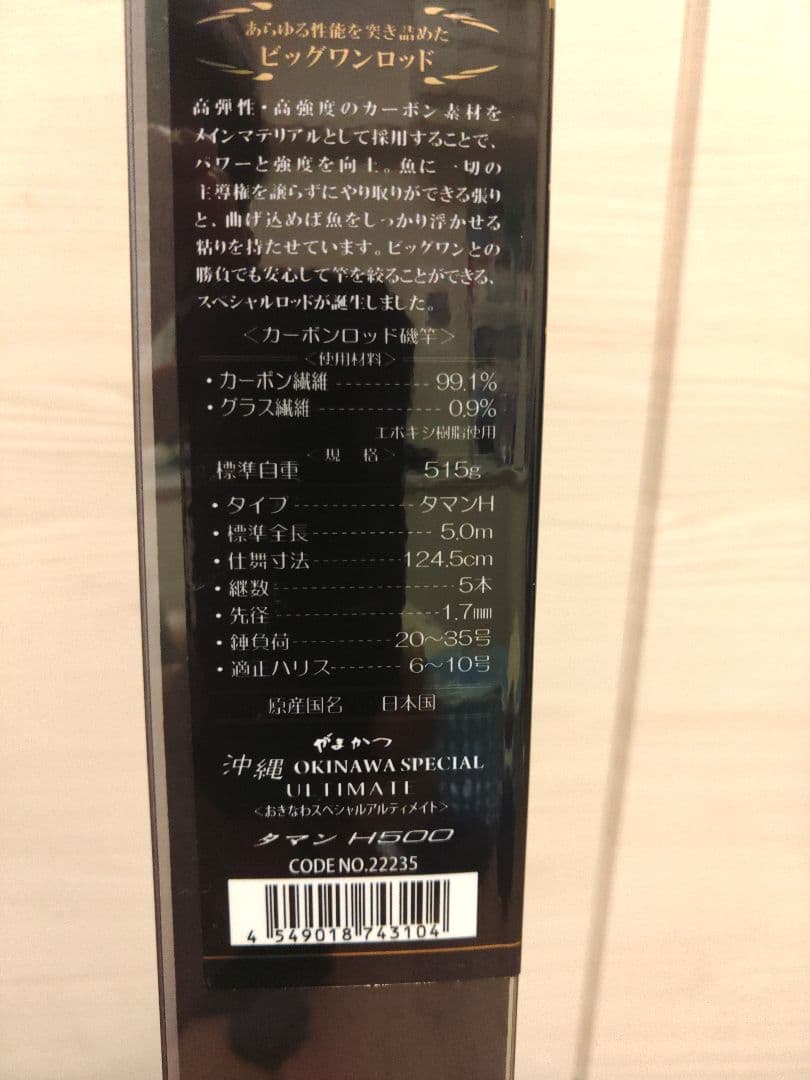 あらゆる性能を突き詰めた
ビッグワンロッド
高弾性・高強度のカーボン素材を
メインマテリアルとして採用することで、
パワーと強度を向上。魚に一切の
主導権を譲らずにやり取りができる張り
と、曲げ込めば魚をしっかり浮かせる
粘りを持たせています。ビッグワンとの
勝負でも安心して竿を絞ることができる、
スペシャルロッドが誕生しました。
<カーボンロッド磯竿>
<使用材料>
・カーボン繊維 ---------- 99.1%
・グラス繊維 -------------- 0.9%
エポキシ樹脂使用
<規 格>
標準自重 515g
・タイプ -------------- タマンH
・標準全長 --------------- 5.0m
・仕舞寸法 ----------- 124.5cm
・継数 --------------------- 5本
・先径 ------------------- 1.7mm
・錘負荷 ------------ 20～35号
・適正ハリス -------- 6～10号
原産国名 日本国
がまかつ
沖縄 OKINAWA SPECIAL
ULTIMATE
<おきなわスペシャルアルティメイト>
タマン H500
CODE NO.22235
4 549018 743104